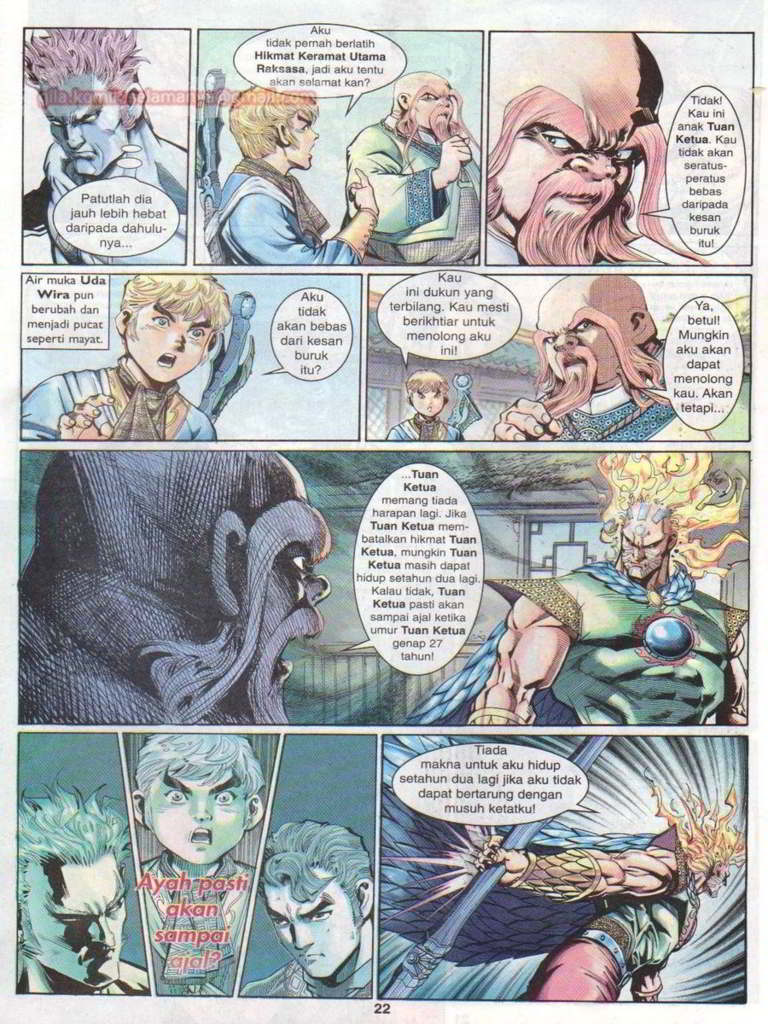 Patutlah dia
jauh lebih hebat
daripada dahulu-
nya...
Aku
tidak pernah berlatih
Hikmat Keramat Utama
Raksasa, jadi aku tentu
akan selamat kan?
Tidak!
Kau ini
anak Tuan
Ketua. Kau
tidak akan
seratus-
peratus
bebas
daripada
kesan
buruk
itu!
Air muka Uda
Wira pun
berubah dan
menjadi pucat
seperti mayat.
Aku
tidak
akan bebas
dari kesan
buruk
itu?
Kau
ini dukun yang
terbilang. Kau mesti
berikhtiar untuk
menolong aku
ini!
Ya,
betul!
Mungkin
aku akan
dapat
menolong
kau. Akan
tetapi...
...Tuan
Ketua
memang tiada
harapan lagi. Jika
Tuan Ketua mem-
batalkan hikmat Tuan
Ketua, mungkin Tuan
Ketua masih dapat
hidup setahun dua lagi.
Kalau tidak, Tuan
Ketua pasti akan
sampai ajal ketika
umur Tuan Ketua
genap 27
tahun!
Ayah pasti
akan
sampai
ajal?
Tiada
makna untuk aku hidup
setahun dua lagi jika aku tidak
dapat bertarung dengan
musuh ketatku!
22